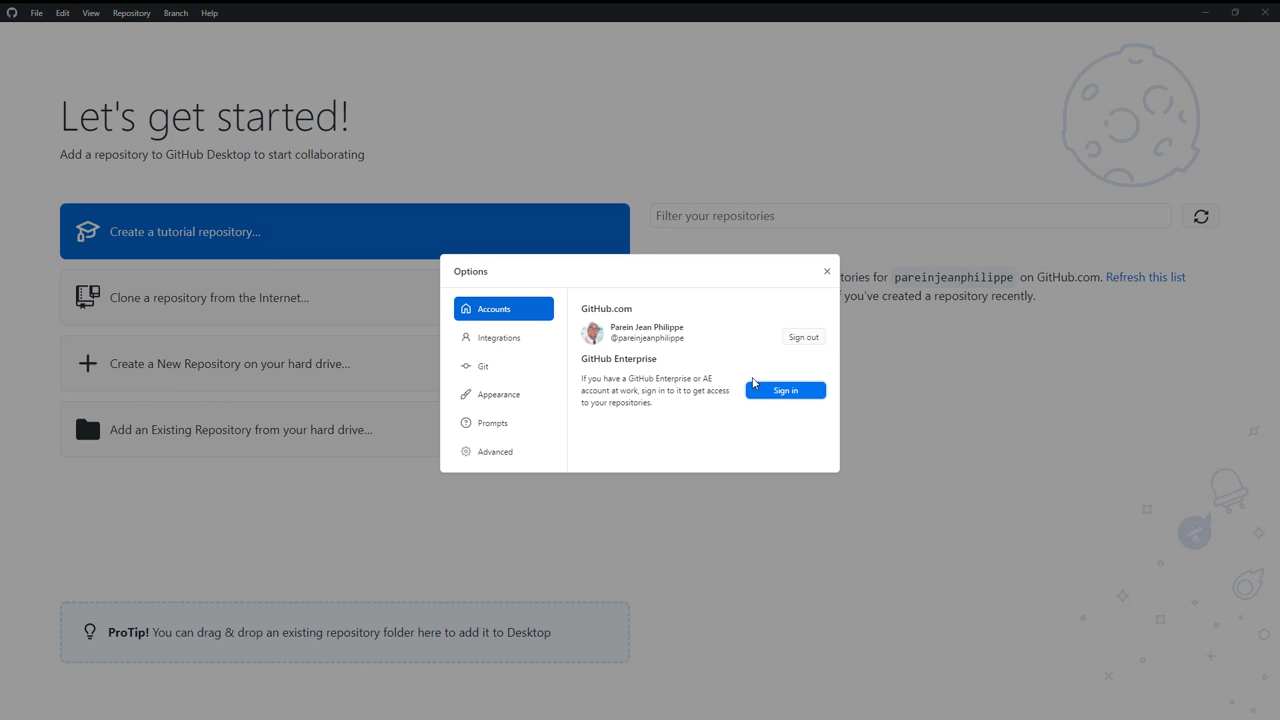 File Edit View Repository Branch Help
Let's get started!
Add a repository to GitHub Desktop to start collaborating
Create a tutorial repository...
Filter your repositories
Clone a repository from the Internet...
tories for pareinjeanphilippe on GitHub.com. Refresh this list
you've created a repository recently.
Create a New Repository on your hard drive...
Add an Existing Repository from your hard drive...
Options
Accounts
Integrations
Git
Appearance
Prompts
Advanced
GitHub.com
Parein Jean Philippe
@pareinjeanphilippe
Sign out
GitHub Enterprise
If you have a GitHub Enterprise or AE
account at work, sign in to it to get access
to your repositories.
Sign in
ProTip! You can drag & drop an existing repository folder here to add it to Desktop